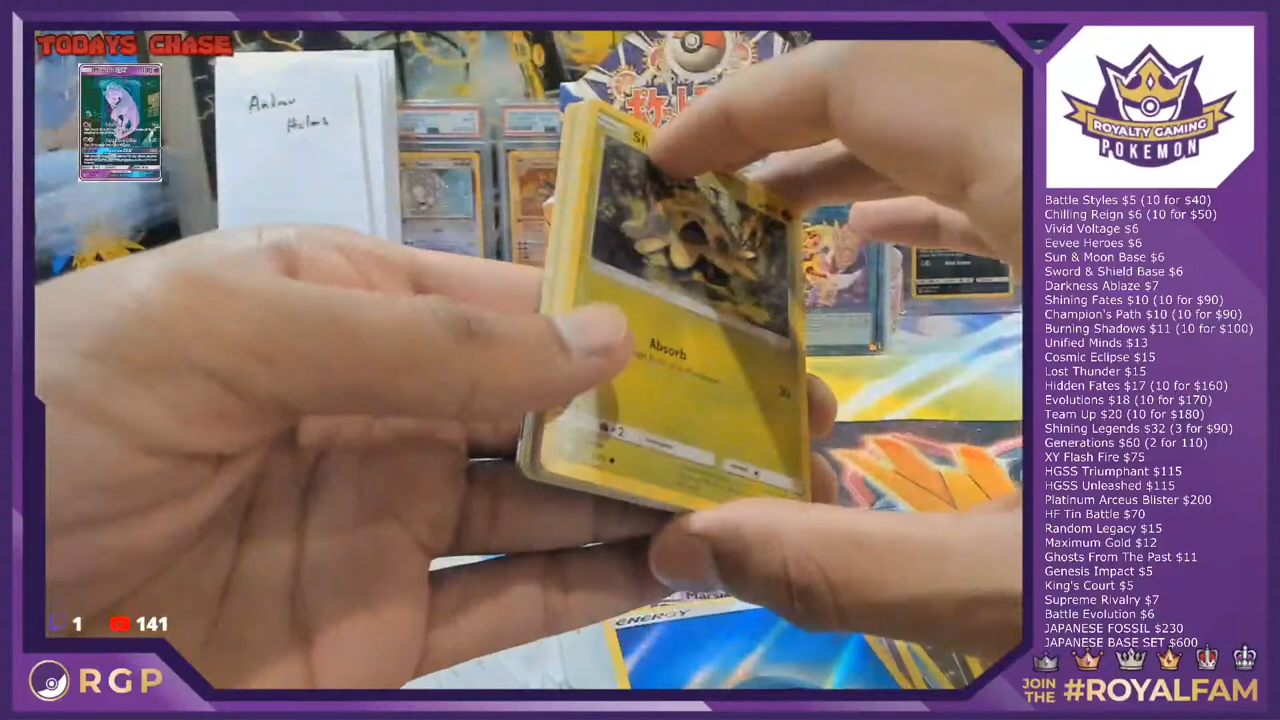 TODAYS CHASE
Andrew
ROYALTY GAMING
POKEMON
Battle Styles $5 (10 for $40)
Chilling Reign $6 (10 for $50)
Vivid Voltage $6
Eevee Heroes $6
Sun & Moon Base $6
Sword & Shield Base $6
Darkness Ablaze $7
Shining Fates $10 (10 for $90)
Champion's Path $10 (10 for $90)
Burning Shadows $11 (10 for $100)
Unified Minds $13
Cosmic Eclipse $15
Lost Thunder $15
Hidden Fates $17 (10 for $160)
Evolutions $18 (10 for $170)
Team Up $20 (10 for $180)
Shining Legends $32 (3 for $90)
Generations $60 (2 for 110)
XY Flash Fire $75
HGSS Triumphant $115
HGSS Unleashed $115
Platinum Arceus Blister $200
HF Tin Battle $70
Random Legacy $15
Maximum Gold $12
Ghosts From The Past $11
Genesis Impact $5
King's Court $5
Supreme Rivalry $7
Battle Evolution $6
JAPANESE FOSSIL $230
JAPANESE BASE SET $600
Absorb
×2
ENERGY
1 141
RGP
JOIN THE #ROYALFAM